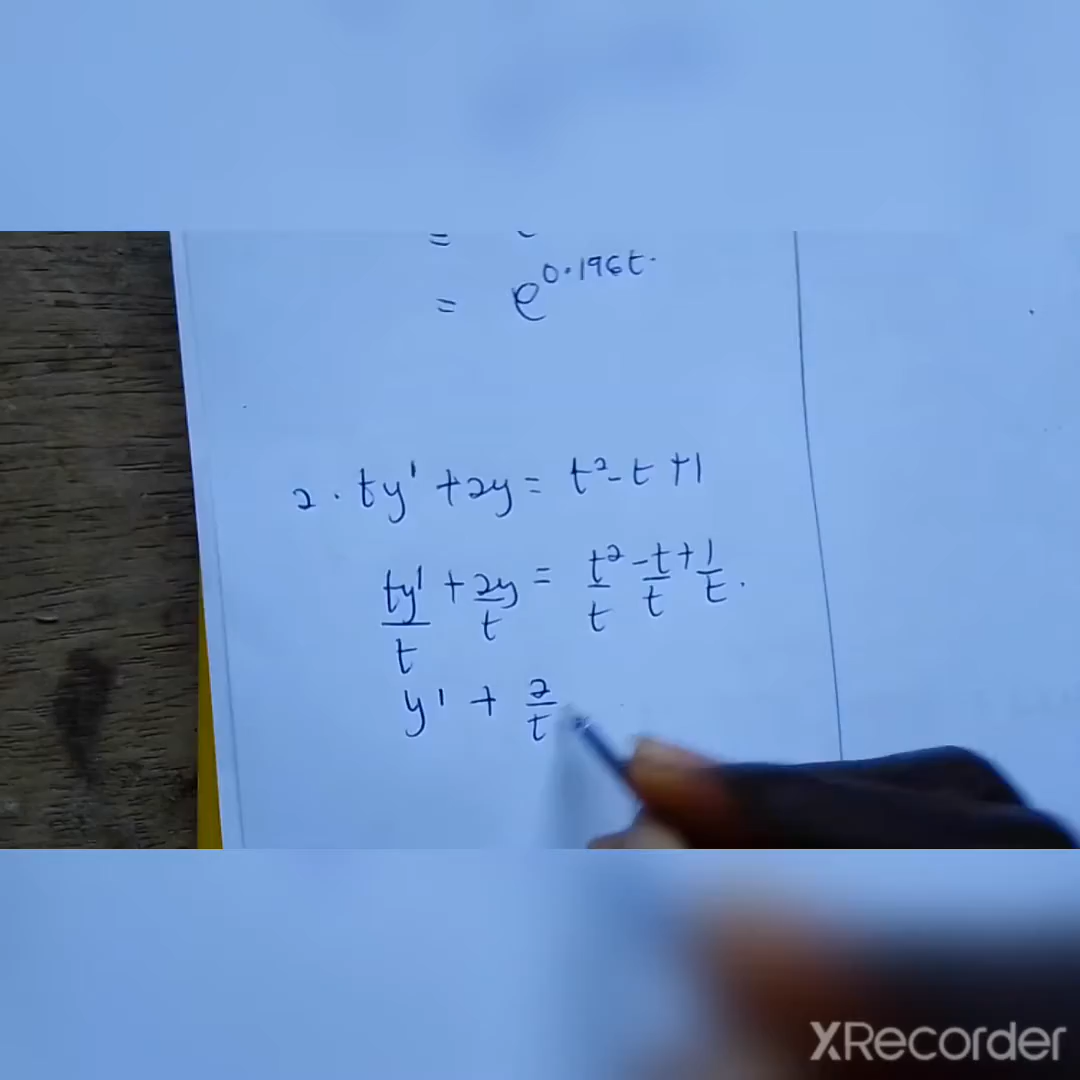 =
= e^0.196t.
2. ty' + 2y = t² - t + 1
ty'/t + 2y/t = t²/t - t/t + 1/t.
y' + 2/t
XRecorder